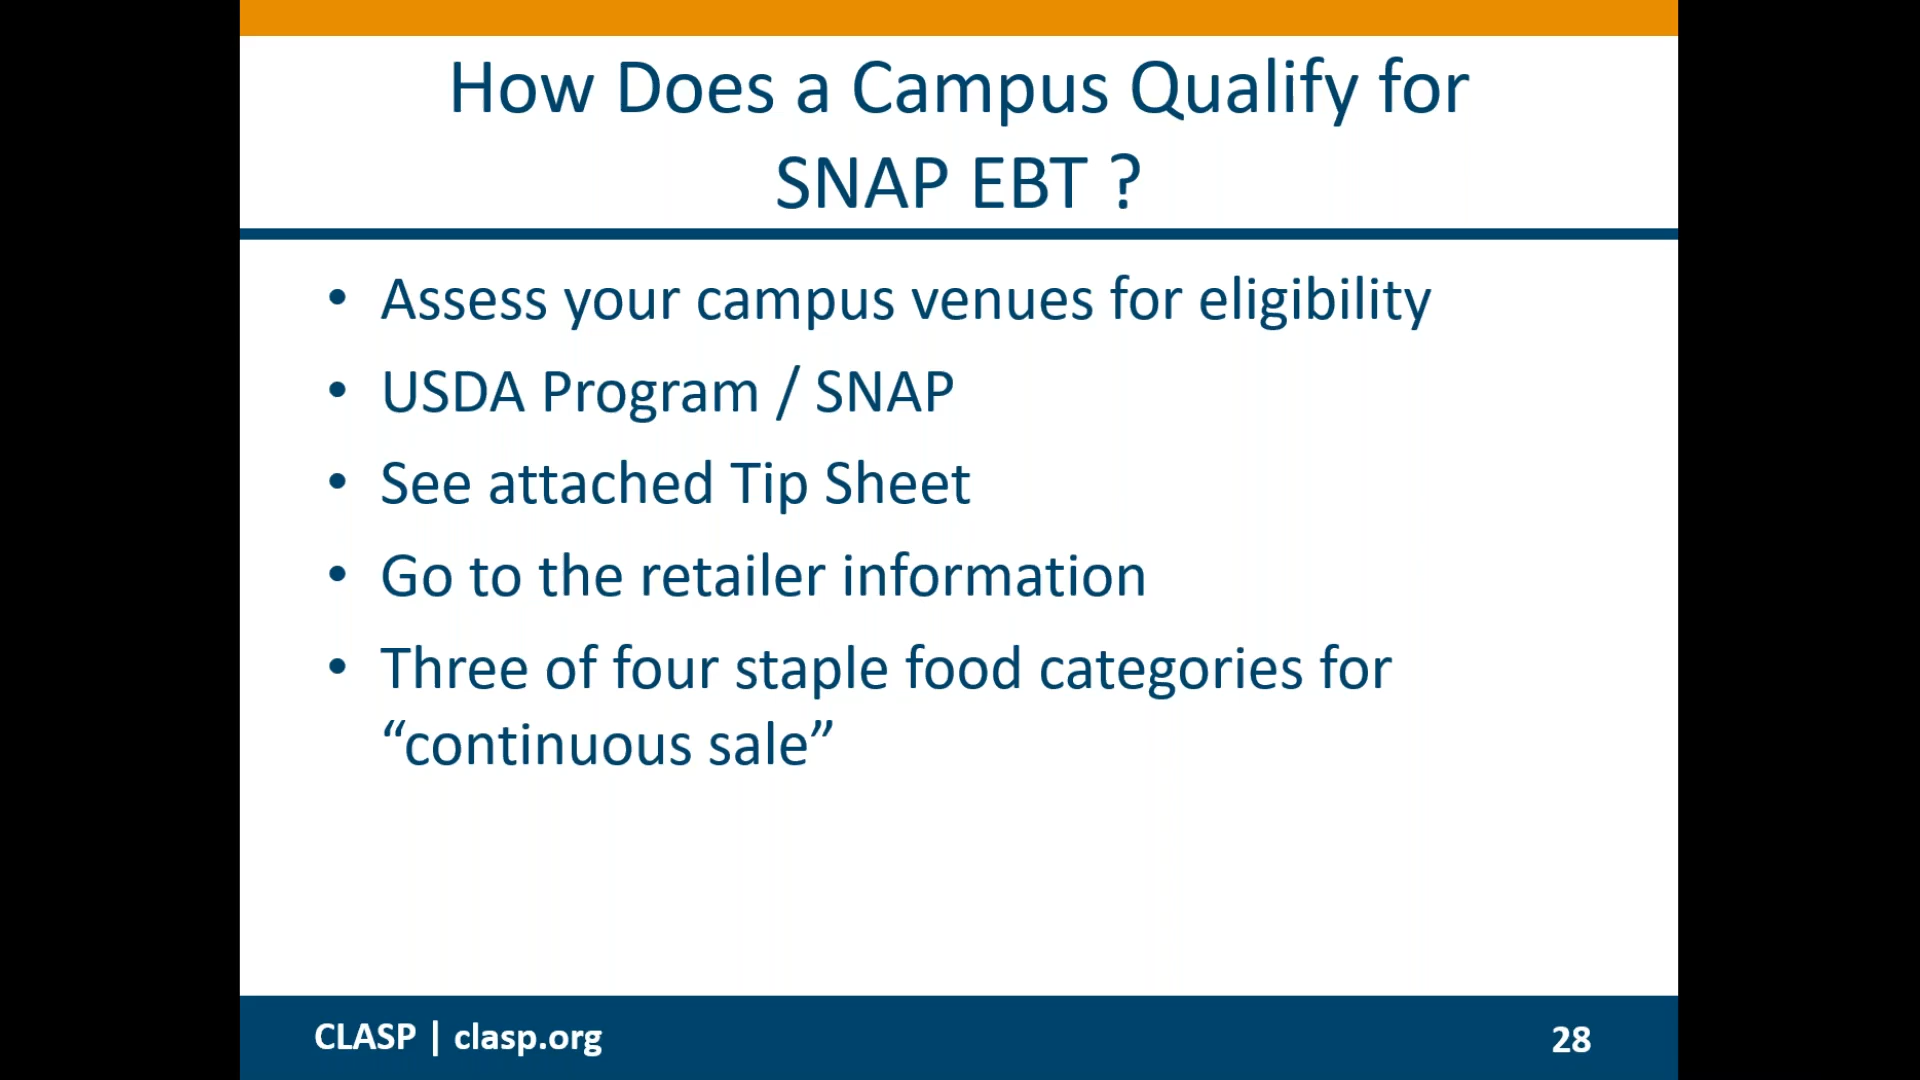 How Does a Campus Qualify for
SNAP EBT ?
• Assess your campus venues for eligibility
• USDA Program / SNAP
• See attached Tip Sheet
• Go to the retailer information
• Three of four staple food categories for
“continuous sale”
CLASP | clasp.org
28